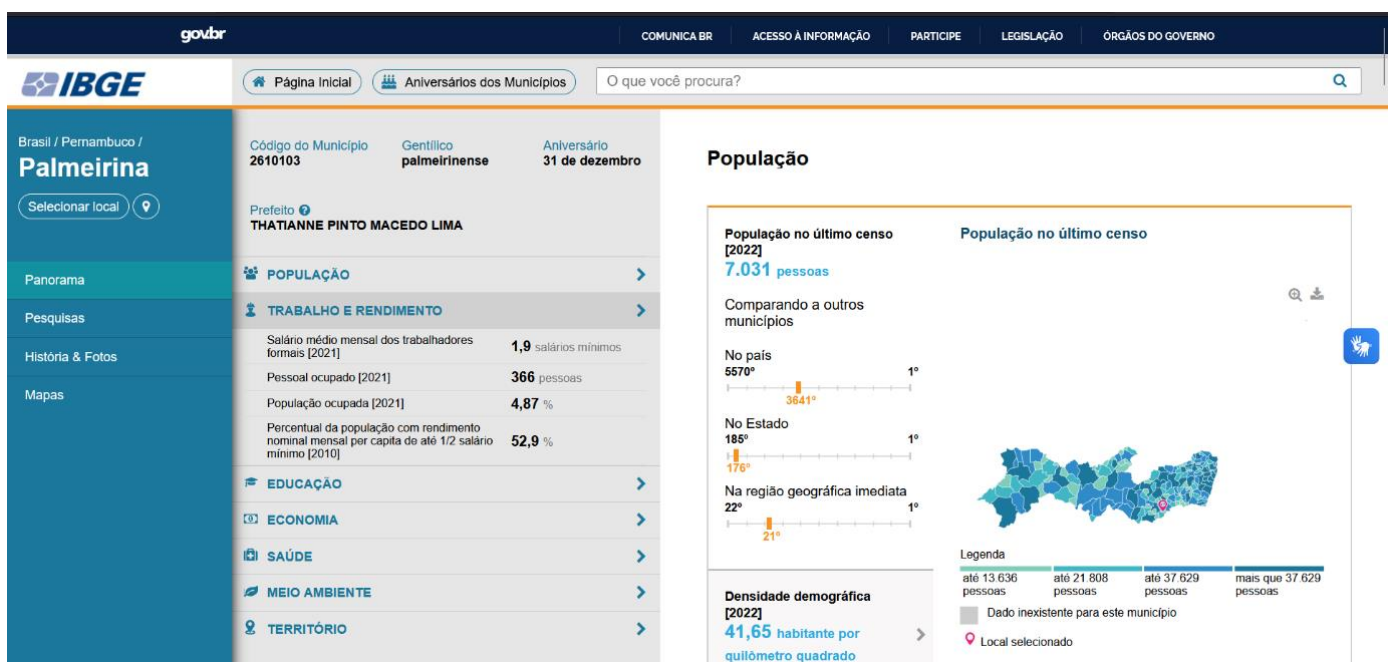 gov.br
COMUNICA BR
ACESSO À INFORMAÇÃO
PARTICIPE
LEGISLAÇÃO
ÓRGÃOS DO GOVERNO
IBGE
Página Inicial
Aniversários dos Municípios
O que você procura?
Brasil / Pernambuco /
Palmeirina
Selecionar local
Panorama
Pesquisas
História & Fotos
Mapas
Código do Município
2610103
Gentílico
palmeirinense
Aniversário
31 de dezembro
Prefeito
THATIANNE PINTO MACEDO LIMA
POPULAÇÃO
TRABALHO E RENDIMENTO
Salário médio mensal dos trabalhadores
formais [2021]
1,9 salários mínimos
Pessoal ocupado [2021]
366 pessoas
População ocupada [2021]
4,87 %
Percentual da população com rendimento
nominal mensal per capita de até 1/2 salário
mínimo [2010]
52,9 %
EDUCAÇÃO
ECONOMIA
SAÚDE
MEIO AMBIENTE
TERRITÓRIO
População
População no último censo
[2022]
7.031 pessoas
Comparando a outros
municípios
No país
5570º 1º
3641º
No Estado
185º 1º
176º
Na região geográfica imediata
22º 1º
21º
Densidade demográfica
[2022]
41,65 habitante por
quilômetro quadrado
População no último censo
Legenda
até 13.636
pessoas
até 21.808
pessoas
até 37.629
pessoas
mais que 37.629
pessoas
Dado inexistente para este município
Local selecionado